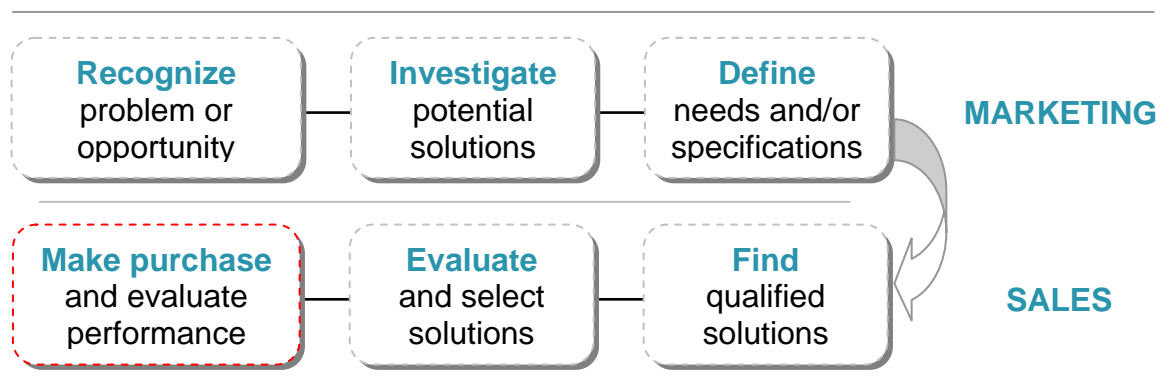 Recognize
problem or
opportunity
Investigate
potential
solutions
Define
needs and/or
specifications
MARKETING
Make purchase
and evaluate
performance
Evaluate
and select
solutions
Find
qualified
solutions
SALES